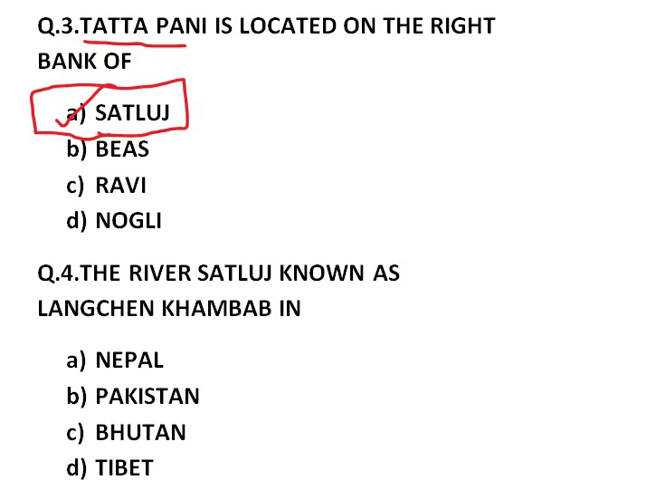 Q.3.TATTA PANI IS LOCATED ON THE RIGHT
BANK OF
a) SATLUJ
b) BEAS
c) RAVI
d) NOGLI
Q.4.THE RIVER SATLUJ KNOWN AS
LANGCHEN KHAMBAB IN
a) NEPAL
b) PAKISTAN
c) BHUTAN
d) TIBET